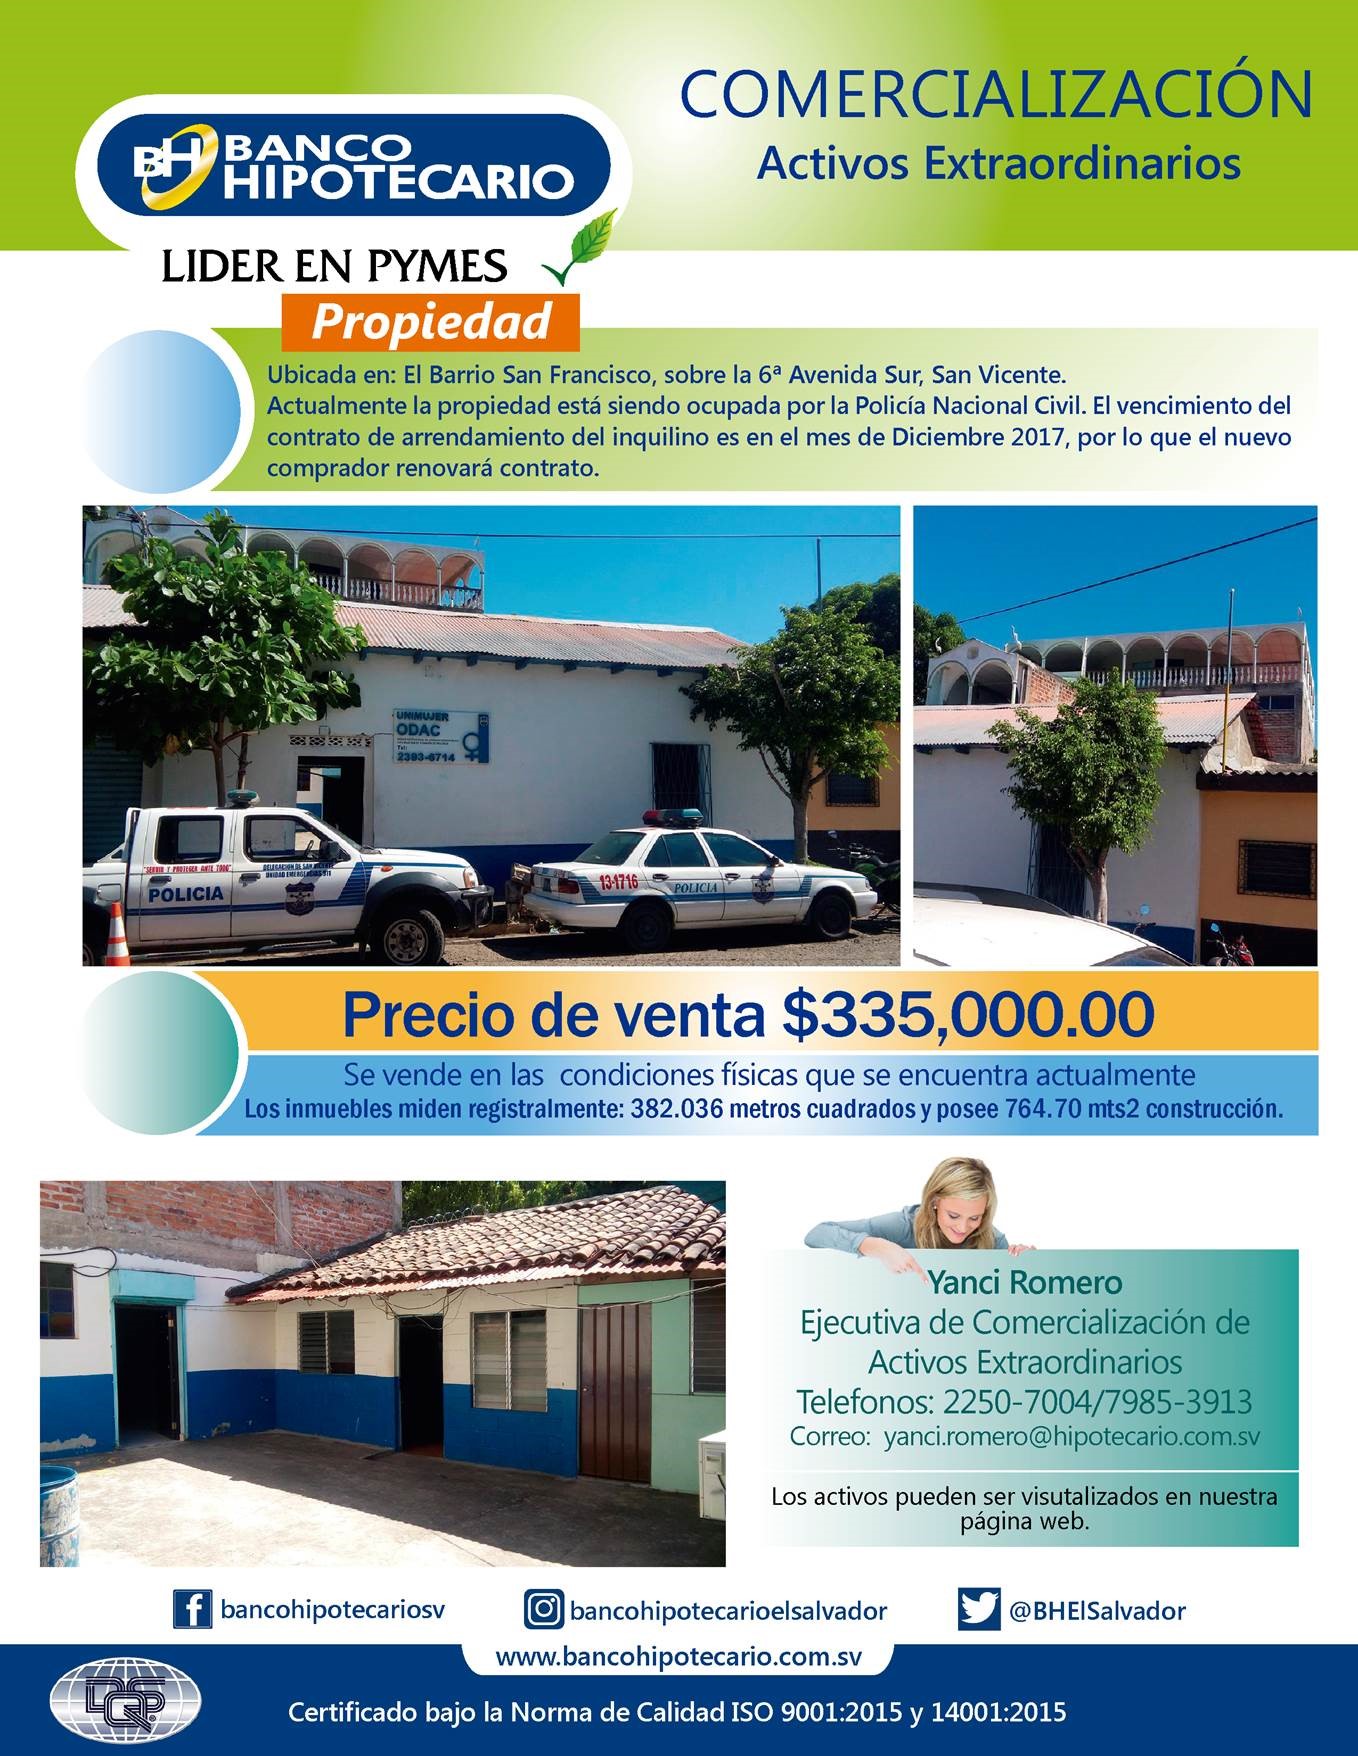 COMERCIALIZACIÓN
Activos Extraordinarios
BH BANCO
HIPOTECARIO
LIDER EN PYMES
Propiedad
Ubicada en: El Barrio San Francisco, sobre la 6ª Avenida Sur, San Vicente.
Actualmente la propiedad está siendo ocupada por la Policía Nacional Civil. El vencimiento del
contrato de arrendamiento del inquilino es en el mes de Diciembre 2017, por lo que el nuevo
comprador renovará contrato.
UNIMUJER
ODAC
Tel:
2393-6714
"SERVIR Y PROTEGER ANTE TODO"
DELEGACION DE SAN VICENTE
UNIDAD EMERGENCIAS 911
POLICIA
13-1716
POLICIA
Precio de venta $335,000.00
Se vende en las condiciones físicas que se encuentra actualmente
Los inmuebles miden registralmente: 382.036 metros cuadrados y posee 764.70 mts2 construcción.
Yanci Romero
Ejecutiva de Comercialización de
Activos Extraordinarios
Telefonos: 2250-7004/7985-3913
Correo: yanci.romero@hipotecario.com.sv
Los activos pueden ser visutalizados en nuestra
página web.
bancohipotecariosv
bancohipotecarioelsalvador
@BHElSalvador
www.bancohipotecario.com.sv
Certificado bajo la Norma de Calidad ISO 9001:2015 y 14001:2015